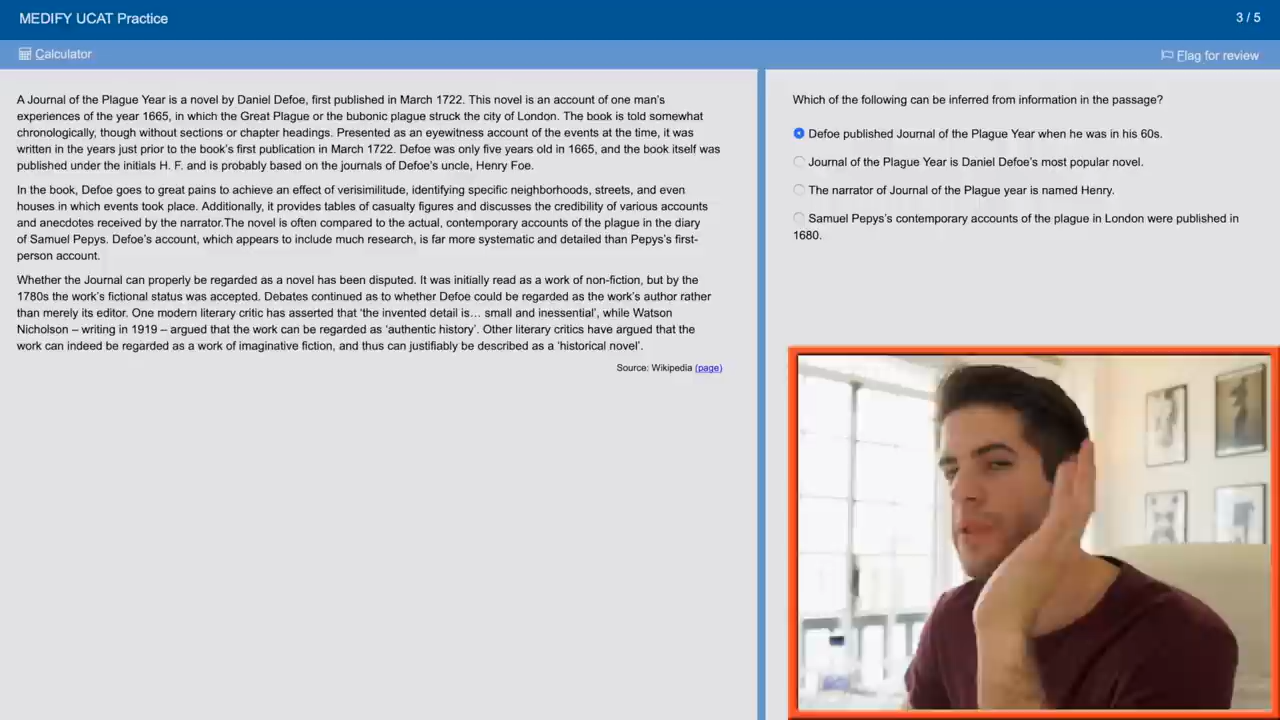 MEDIFY UCAT Practice
3 / 5
Calculator
Flag for review
A Journal of the Plague Year is a novel by Daniel Defoe, first published in March 1722. This novel is an account of one man's
experiences of the year 1665, in which the Great Plague or the bubonic plague struck the city of London. The book is told somewhat
chronologically, though without sections or chapter headings. Presented as an eyewitness account of the events at the time, it was
written in the years just prior to the book's first publication in March 1722. Defoe was only five years old in 1665, and the book itself was
published under the initials H. F. and is probably based on the journals of Defoe's uncle, Henry Foe.
In the book, Defoe goes to great pains to achieve an effect of verisimilitude, identifying specific neighborhoods, streets, and even
houses in which events took place. Additionally, it provides tables of casualty figures and discusses the credibility of various accounts
and anecdotes received by the narrator.The novel is often compared to the actual, contemporary accounts of the plague in the diary
of Samuel Pepys. Defoe's account, which appears to include much research, is far more systematic and detailed than Pepys's first-
person account.
Whether the Journal can properly be regarded as a novel has been disputed. It was initially read as a work of non-fiction, but by the
1780s the work's fictional status was accepted. Debates continued as to whether Defoe could be regarded as the work's author rather
than merely its editor. One modern literary critic has asserted that 'the invented detail is… small and inessential', while Watson
Nicholson – writing in 1919 – argued that the work can be regarded as 'authentic history'. Other literary critics have argued that the
work can indeed be regarded as a work of imaginative fiction, and thus can justifiably be described as a 'historical novel'.
Source: Wikipedia (page)
Which of the following can be inferred from information in the passage?
Defoe published Journal of the Plague Year when he was in his 60s.
Journal of the Plague Year is Daniel Defoe's most popular novel.
The narrator of Journal of the Plague year is named Henry.
Samuel Pepys's contemporary accounts of the plague in London were published in
1680.